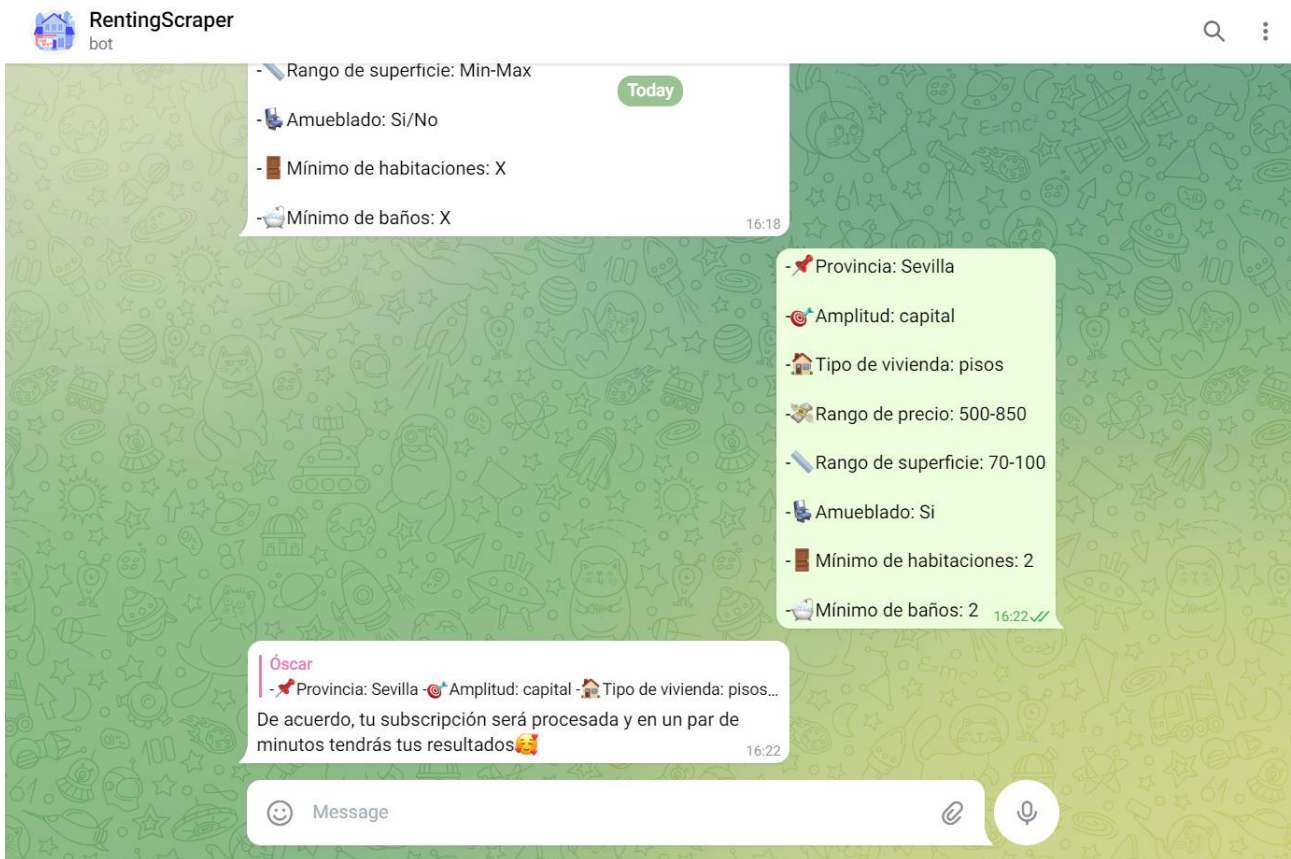 RentingScraper
bot
-📏Rango de superficie: Min-Max
Today
-💺Amueblado: Si/No
-🚪Mínimo de habitaciones: X
-🛁Mínimo de baños: X
16:18
-📌Provincia: Sevilla
-🎯Amplitud: capital
-🏠Tipo de vivienda: pisos
-💸Rango de precio: 500-850
-📏Rango de superficie: 70-100
-💺Amueblado: Si
-🚪Mínimo de habitaciones: 2
-🛁Mínimo de baños: 2 16:22
Óscar
-📌Provincia: Sevilla -🎯Amplitud: capital -🏠Tipo de vivienda: pisos...
De acuerdo, tu subscripción será procesada y en un par de
minutos tendrás tus resultados🥰
16:22
Message